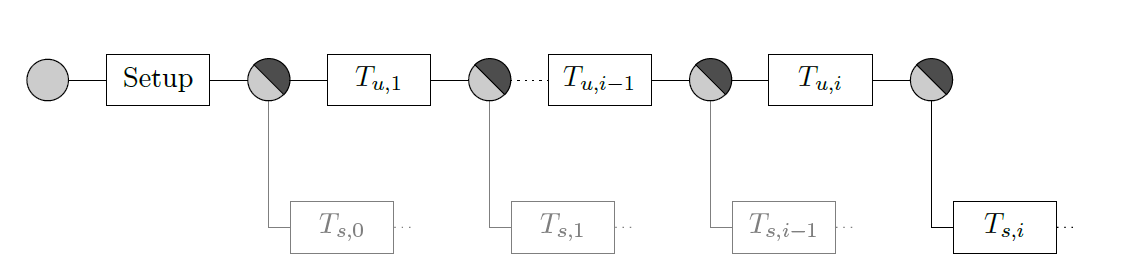 Setup T_{u,1} T_{u,i−1} T_{u,i}
T_{s,0} T_{s,1} T_{s,i−1} T_{s,i}